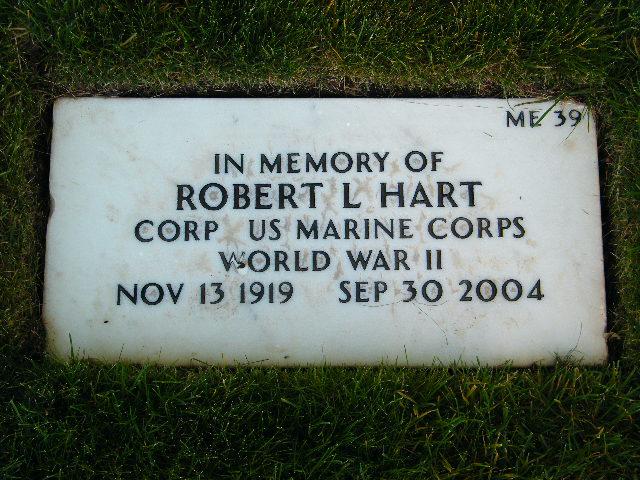 ME 39
IN MEMORY OF
ROBERT L HART
CORP US MARINE CORPS
WORLD WAR II
NOV 13 1919 SEP 30 2004